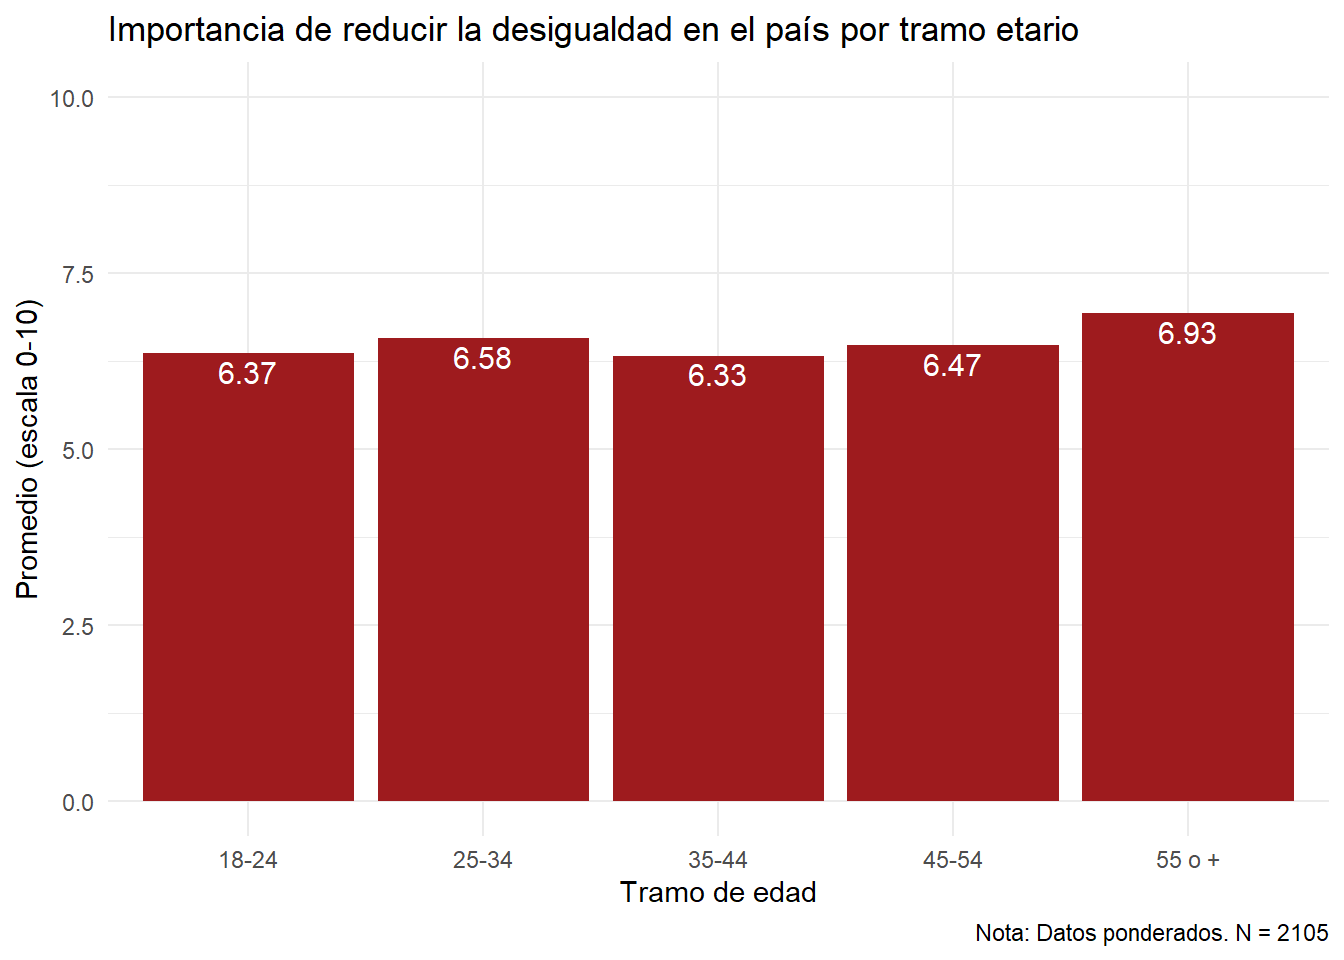 Importancia de reducir la desigualdad en el país por tramo etario
Promedio (escala 0-10)
10.0
7.5
5.0
2.5
0.0
6.37
6.58
6.33
6.47
6.93
18-24
25-34
35-44
45-54
55 o +
Tramo de edad
Nota: Datos ponderados. N = 2105